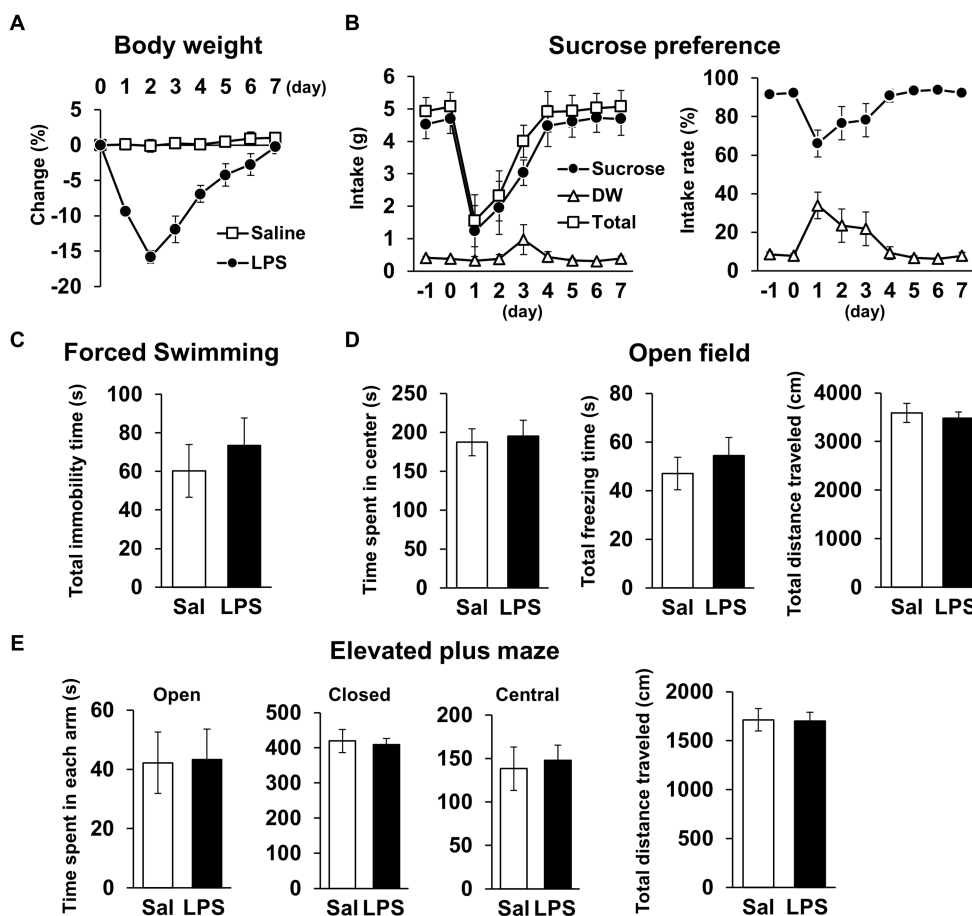 A
Body weight
0 1 2 3 4 5 6 7 (day)
Change (%)
5
0
-5
-10
-15
-20
Saline
LPS
B
Sucrose preference
Intake (g)
6
5
4
3
2
1
0
Sucrose
DW
Total
-1 0 1 2 3 4 5 6 7
(day)
Intake rate (%)
100
80
60
40
20
0
-1 0 1 2 3 4 5 6 7
(day)
C
Forced Swimming
Total immobility time (s)
100
80
60
40
20
0
Sal LPS
D
Open field
Time spent in center (s)
250
200
150
100
50
0
Sal LPS
Total freezing time (s)
80
60
40
20
0
Sal LPS
Total distance traveled (cm)
4000
3000
2000
1000
0
Sal LPS
E
Elevated plus maze
Time spent in each arm (s)
Open
60
40
20
0
Sal LPS
Closed
500
400
300
200
100
0
Sal LPS
Central
150
100
50
0
Sal LPS
Total distance traveled (cm)
2000
1500
1000
500
0
Sal LPS